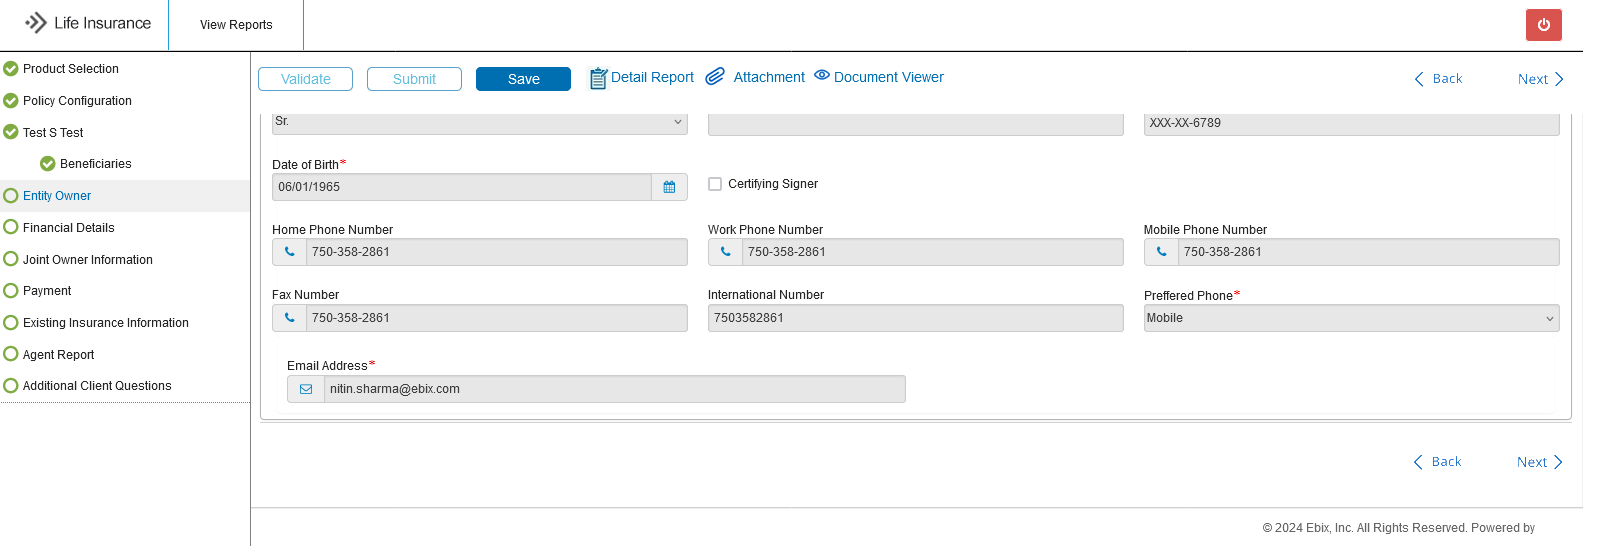 Life Insurance
View Reports
Product Selection
Policy Configuration
Test S Test
Beneficiaries
Entity Owner
Financial Details
Joint Owner Information
Payment
Existing Insurance Information
Agent Report
Additional Client Questions
Validate Submit Save Detail Report Attachment Document Viewer Back Next
Sr. XXX-XX-6789
Date of Birth*
06/01/1965 Certifying Signer
Home Phone Number Work Phone Number Mobile Phone Number
750-358-2861 750-358-2861 750-358-2861
Fax Number International Number Preffered Phone*
750-358-2861 7503582861 Mobile
Email Address*
nitin.sharma@ebix.com
Back Next
© 2024 Ebix, Inc. All Rights Reserved. Powered by